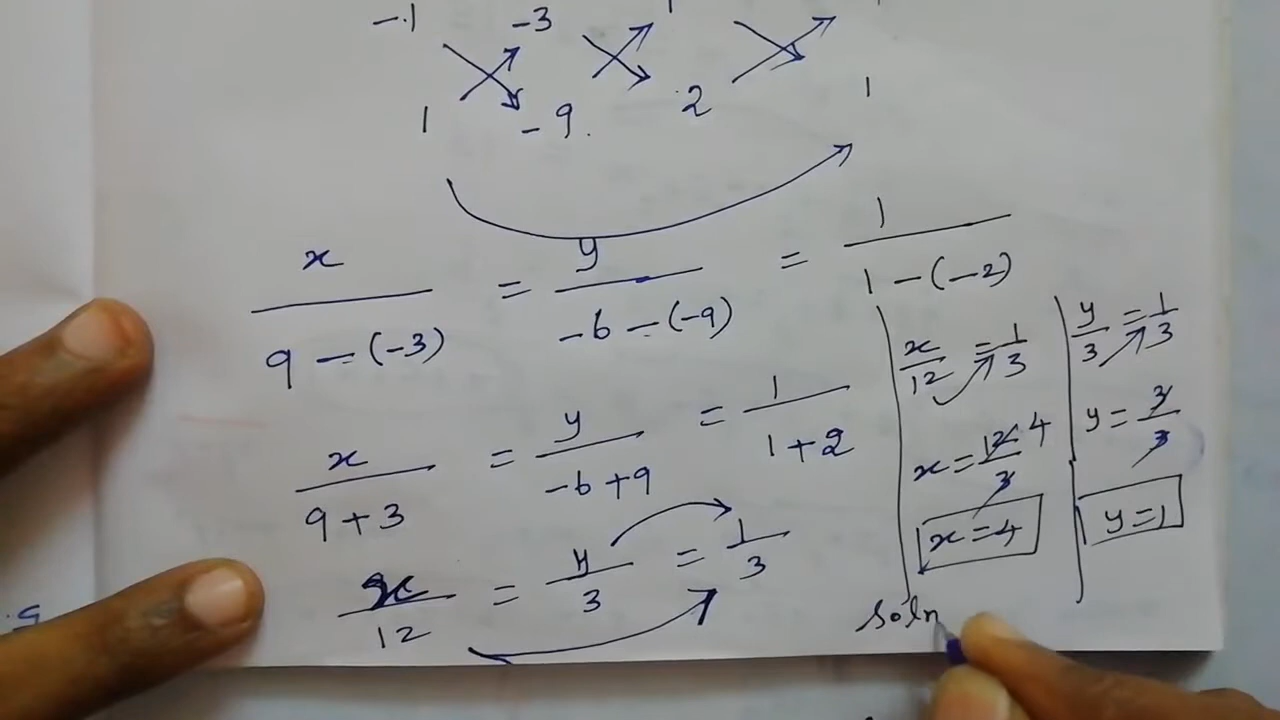 -1 -3 1 -1
1 -9 2 1
x / 9-(-3) = y / -6-(-9) = 1 / 1-(-2)
x / 9+3 = y / -6+9 = 1 / 1+2
x / 12 = y / 3 = 1 / 3
x/12 = 1/3
x = 12/3 4
x = 4
y/3 = 1/3
y = 3/3
y = 1
Soln